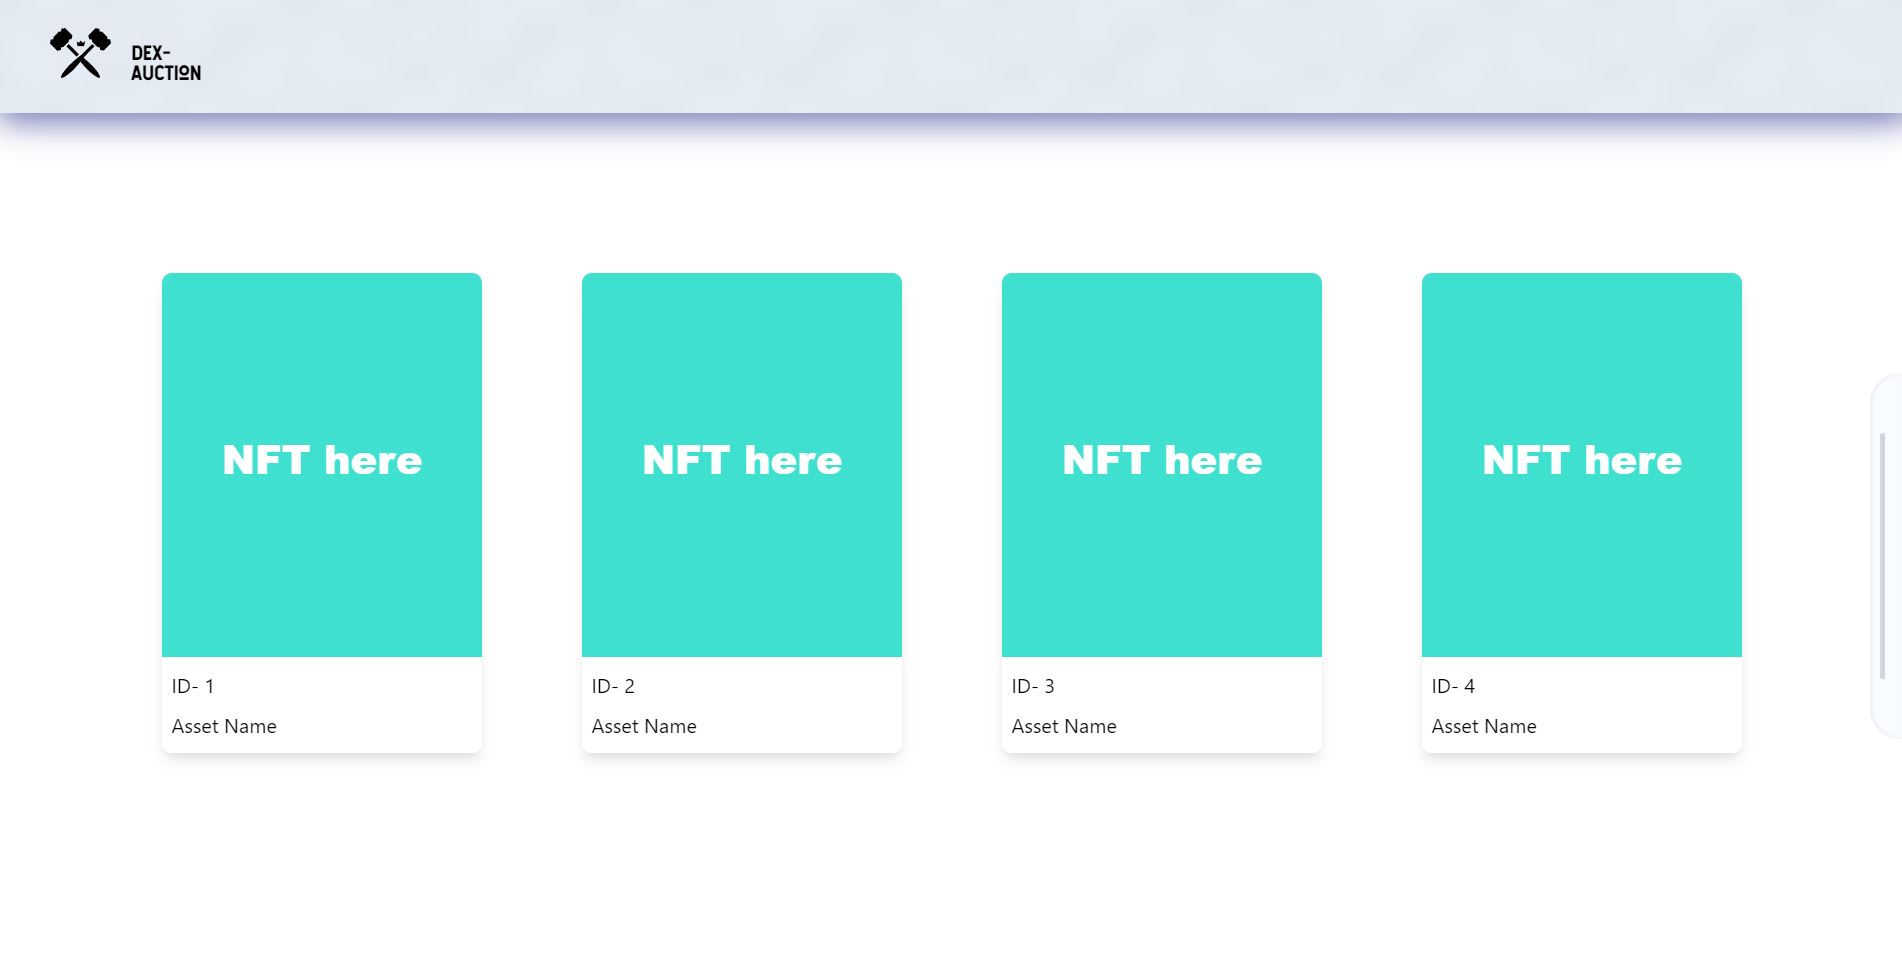 DEX-
AUCTION
NFT here
NFT here
NFT here
NFT here
ID- 1
ID- 2
ID- 3
ID- 4
Asset Name
Asset Name
Asset Name
Asset Name